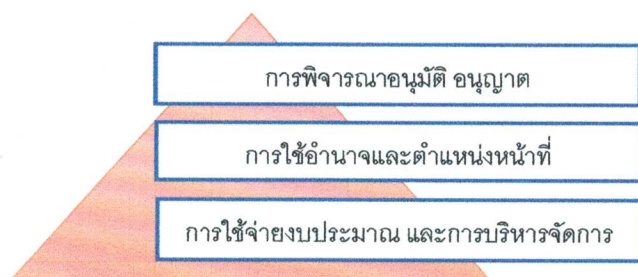 การพิจารณาอนุมัติ อนุญาต
การใช้อำนาจและตำแหน่งหน้าที่
การใช้จ่ายงบประมาณ และการบริหารจัดการ